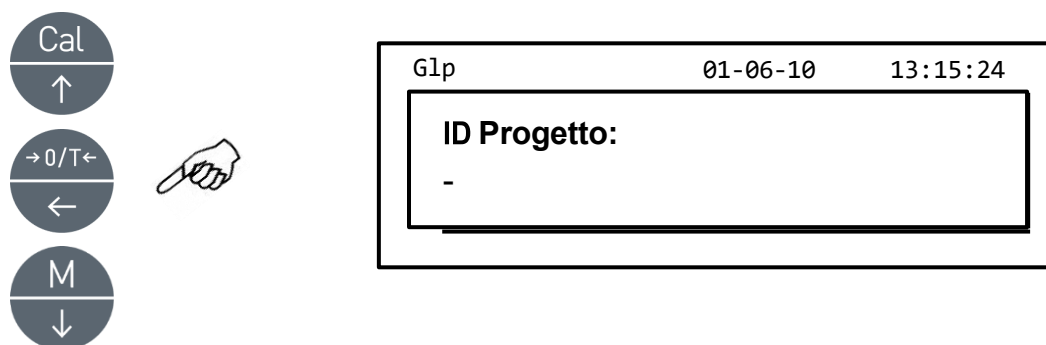 Cal
↑
→0/T←
←
M
↓
Glp 01-06-10 13:15:24
ID Progetto:
-